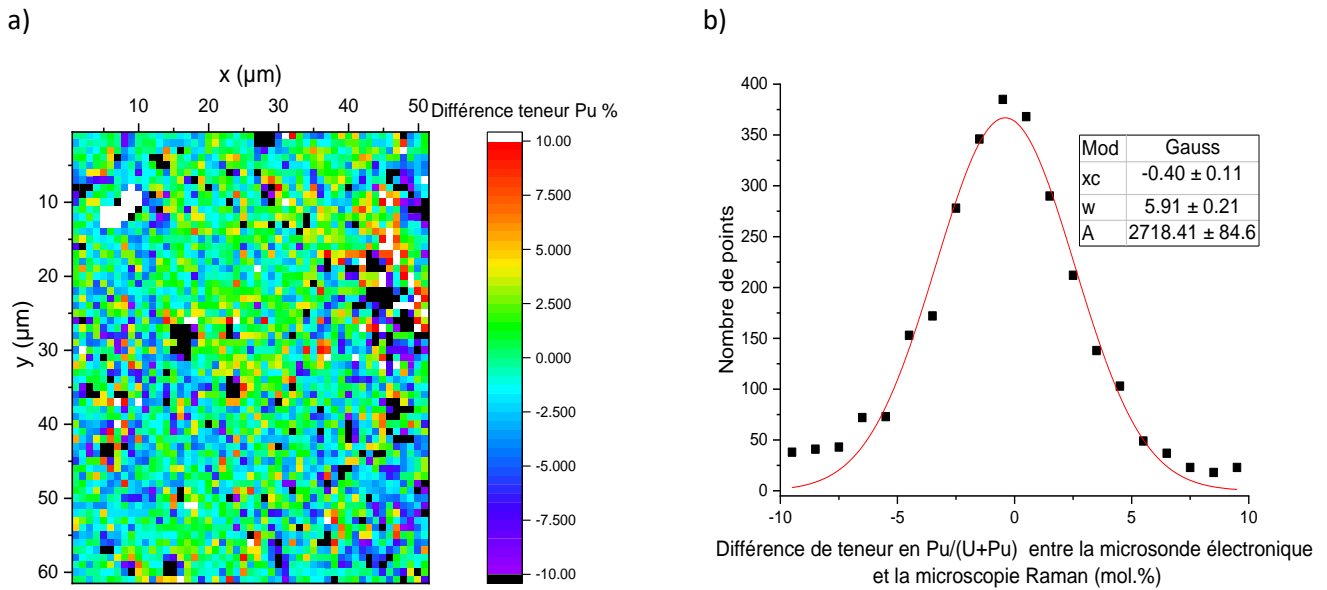 a)
x (µm)
10 20 30 40 50
Différence teneur Pu %
y (µm)
10
20
30
40
50
60
10.00
7.500
5.000
2.500
0.000
-2.500
-5.000
-7.500
-10.00
b)
400
350
300
250
200
150
100
50
0
Nombre de points
Mod Gauss
xc -0.40 ± 0.11
w 5.91 ± 0.21
A 2718.41 ± 84.6
-10 -5 0 5 10
Différence de teneur en Pu/(U+Pu) entre la microsonde électronique
et la microscopie Raman (mol.%)